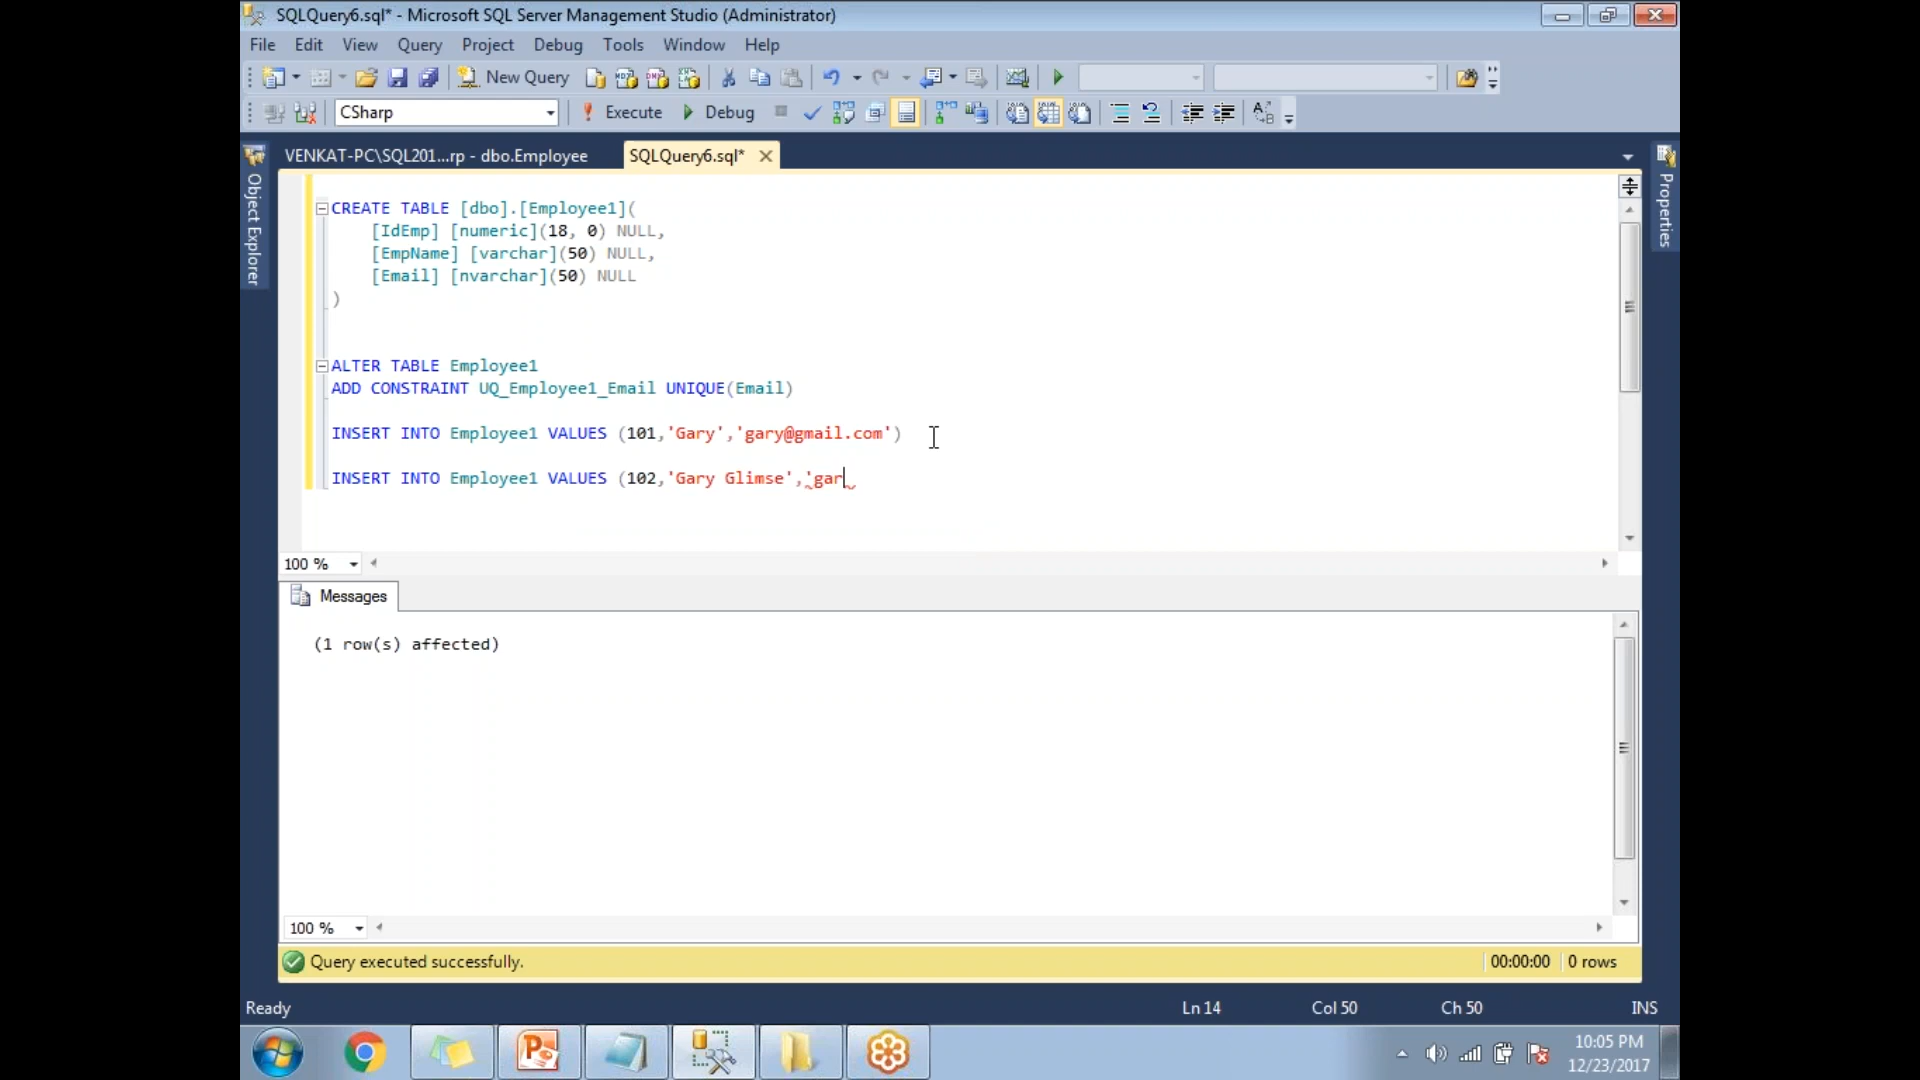 SQLQuery6.sql* - Microsoft SQL Server Management Studio (Administrator)
File Edit View Query Project Debug Tools Window Help
New Query
CSharp Execute Debug
VENKAT-PC\SQL201...rp - dbo.Employee SQLQuery6.sql*
Object Explorer
Properties
CREATE TABLE [dbo].[Employee1](
[IdEmp] [numeric](18, 0) NULL,
[EmpName] [varchar](50) NULL,
[Email] [nvarchar](50) NULL
)
ALTER TABLE Employee1
ADD CONSTRAINT UQ_Employee1_Email UNIQUE(Email)
INSERT INTO Employee1 VALUES (101,'Gary','gary@gmail.com')
INSERT INTO Employee1 VALUES (102,'Gary Glimse','gar
100 %
Messages
(1 row(s) affected)
100 %
Query executed successfully. 00:00:00 0 rows
Ready Ln 14 Col 50 Ch 50 INS
10:05 PM
12/23/2017